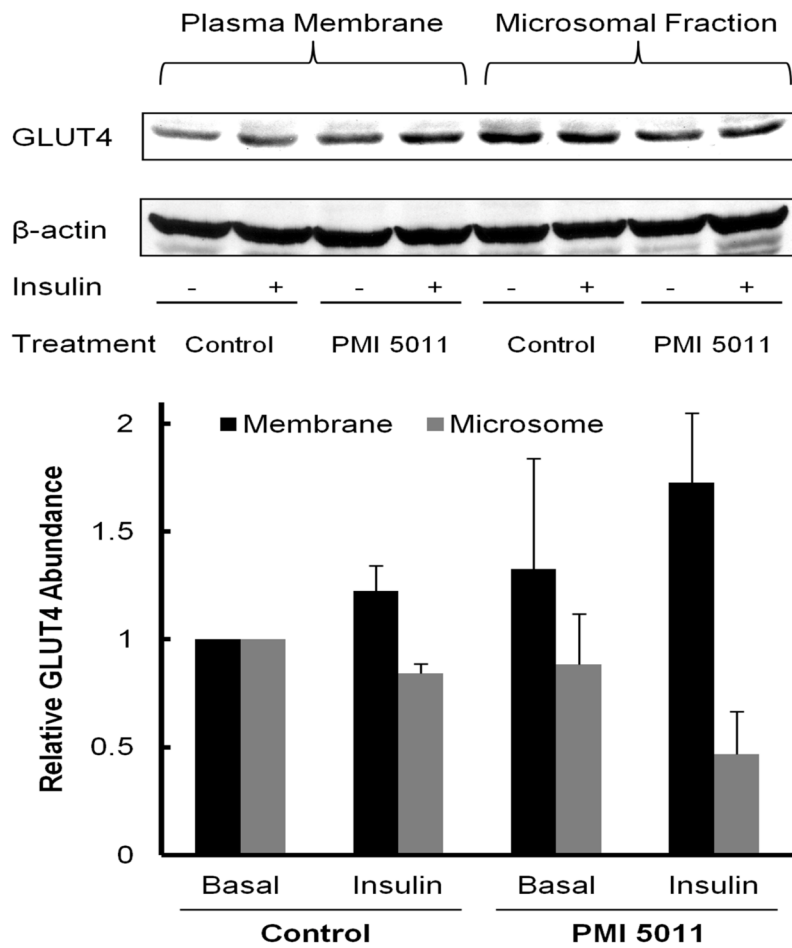 Plasma Membrane Microsomal Fraction
GLUT4
β-actin
Insulin - + - + - + - +
Treatment Control PMI 5011 Control PMI 5011
2
Membrane Microsome
1.5
1
0.5
0
Relative GLUT4 Abundance
Basal Insulin Basal Insulin
Control PMI 5011